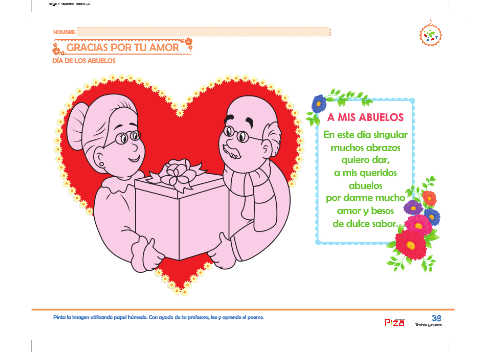 NOMBRE:
GRACIAS POR TU AMOR
DÍA DE LOS ABUELOS
A MIS ABUELOS
En este día singular
muchos abrazos
quiero dar,
a mis queridos
abuelos
por darme mucho
amor y besos
de dulce sabor.
Pinta la imagen utilizando papel húmedo. Con ayuda de tu profesora, lee y aprende el poema.
38